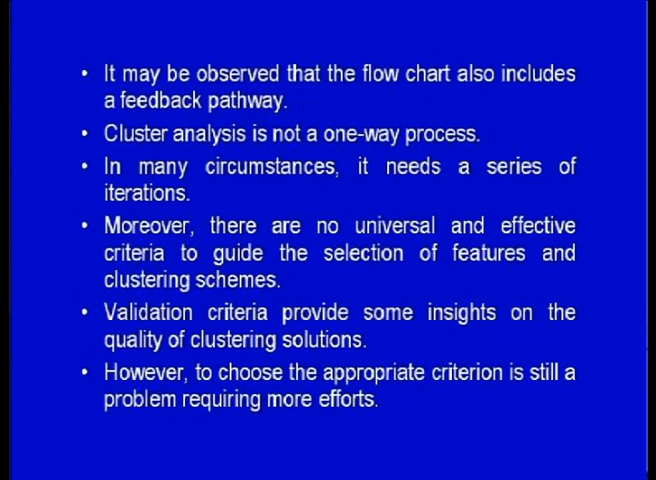 • It may be observed that the flow chart also includes
a feedback pathway.
• Cluster analysis is not a one-way process.
• In many circumstances, it needs a series of
iterations.
• Moreover, there are no universal and effective
criteria to guide the selection of features and
clustering schemes.
• Validation criteria provide some insights on the
quality of clustering solutions.
• However, to choose the appropriate criterion is still a
problem requiring more efforts.